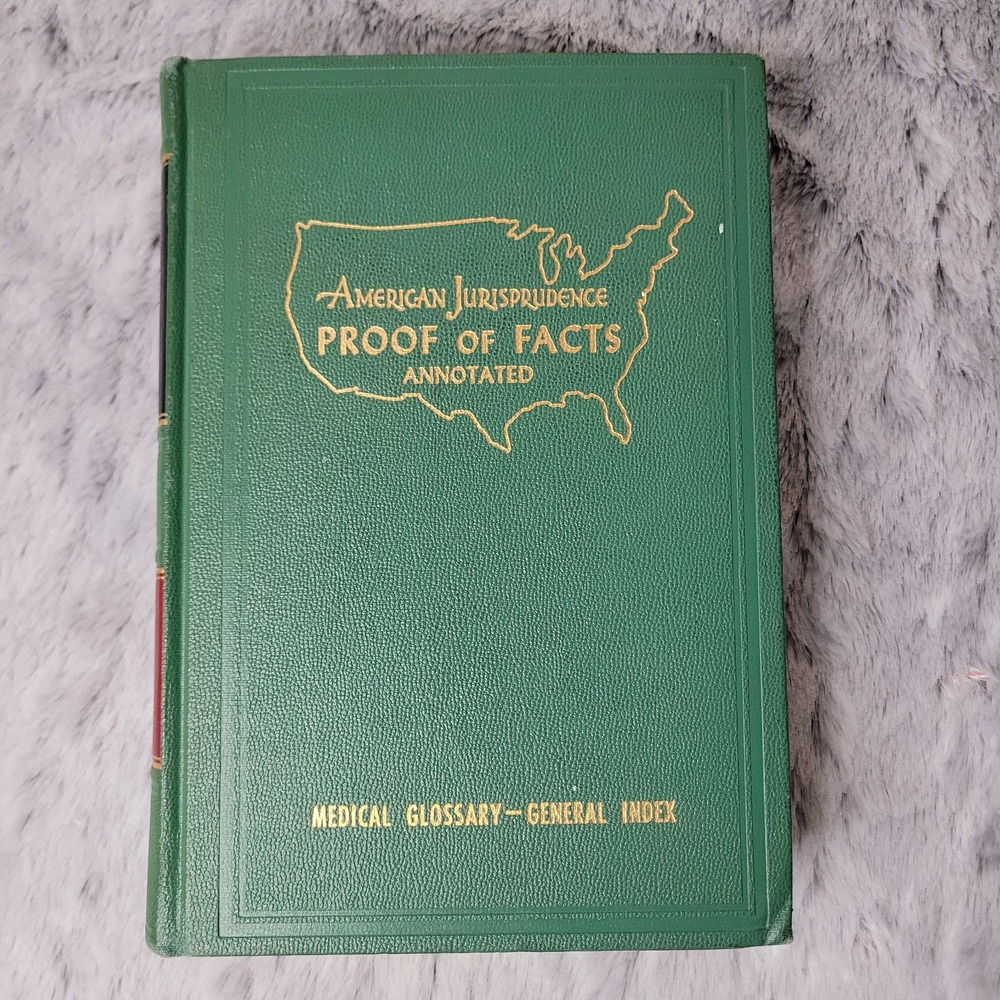 American Jurisprudence
PROOF OF FACTS
ANNOTATED
MEDICAL GLOSSARY—GENERAL INDEX